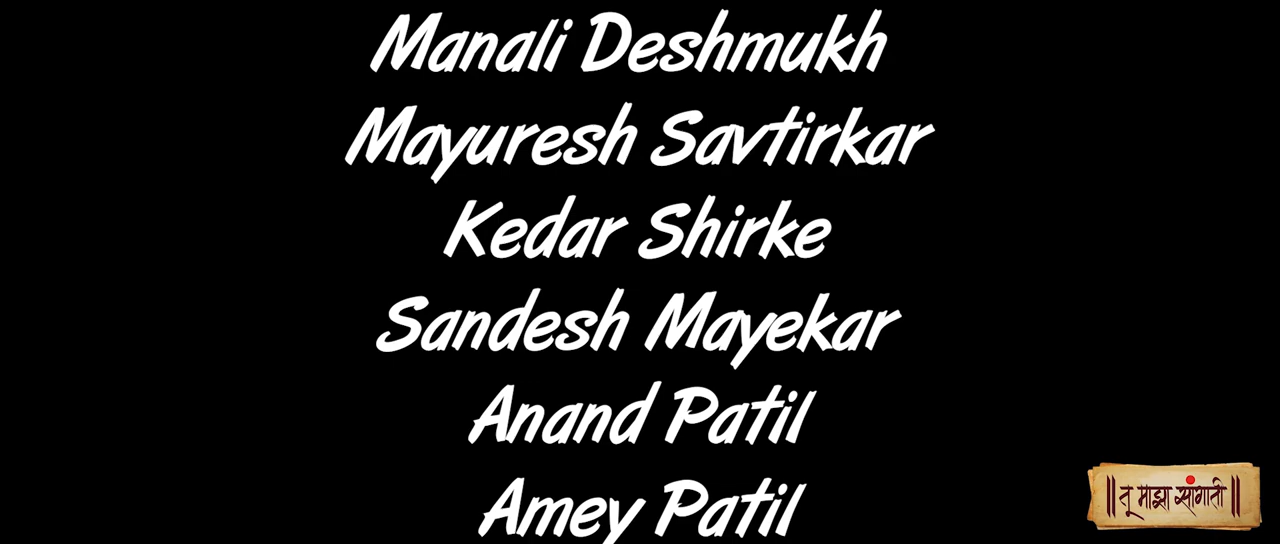 Manali Deshmukh
Mayuresh Savtirkar
Kedar Shirke
Sandesh Mayekar
Anand Patil
Amey Patil
॥ तू माझा सांगाती ॥